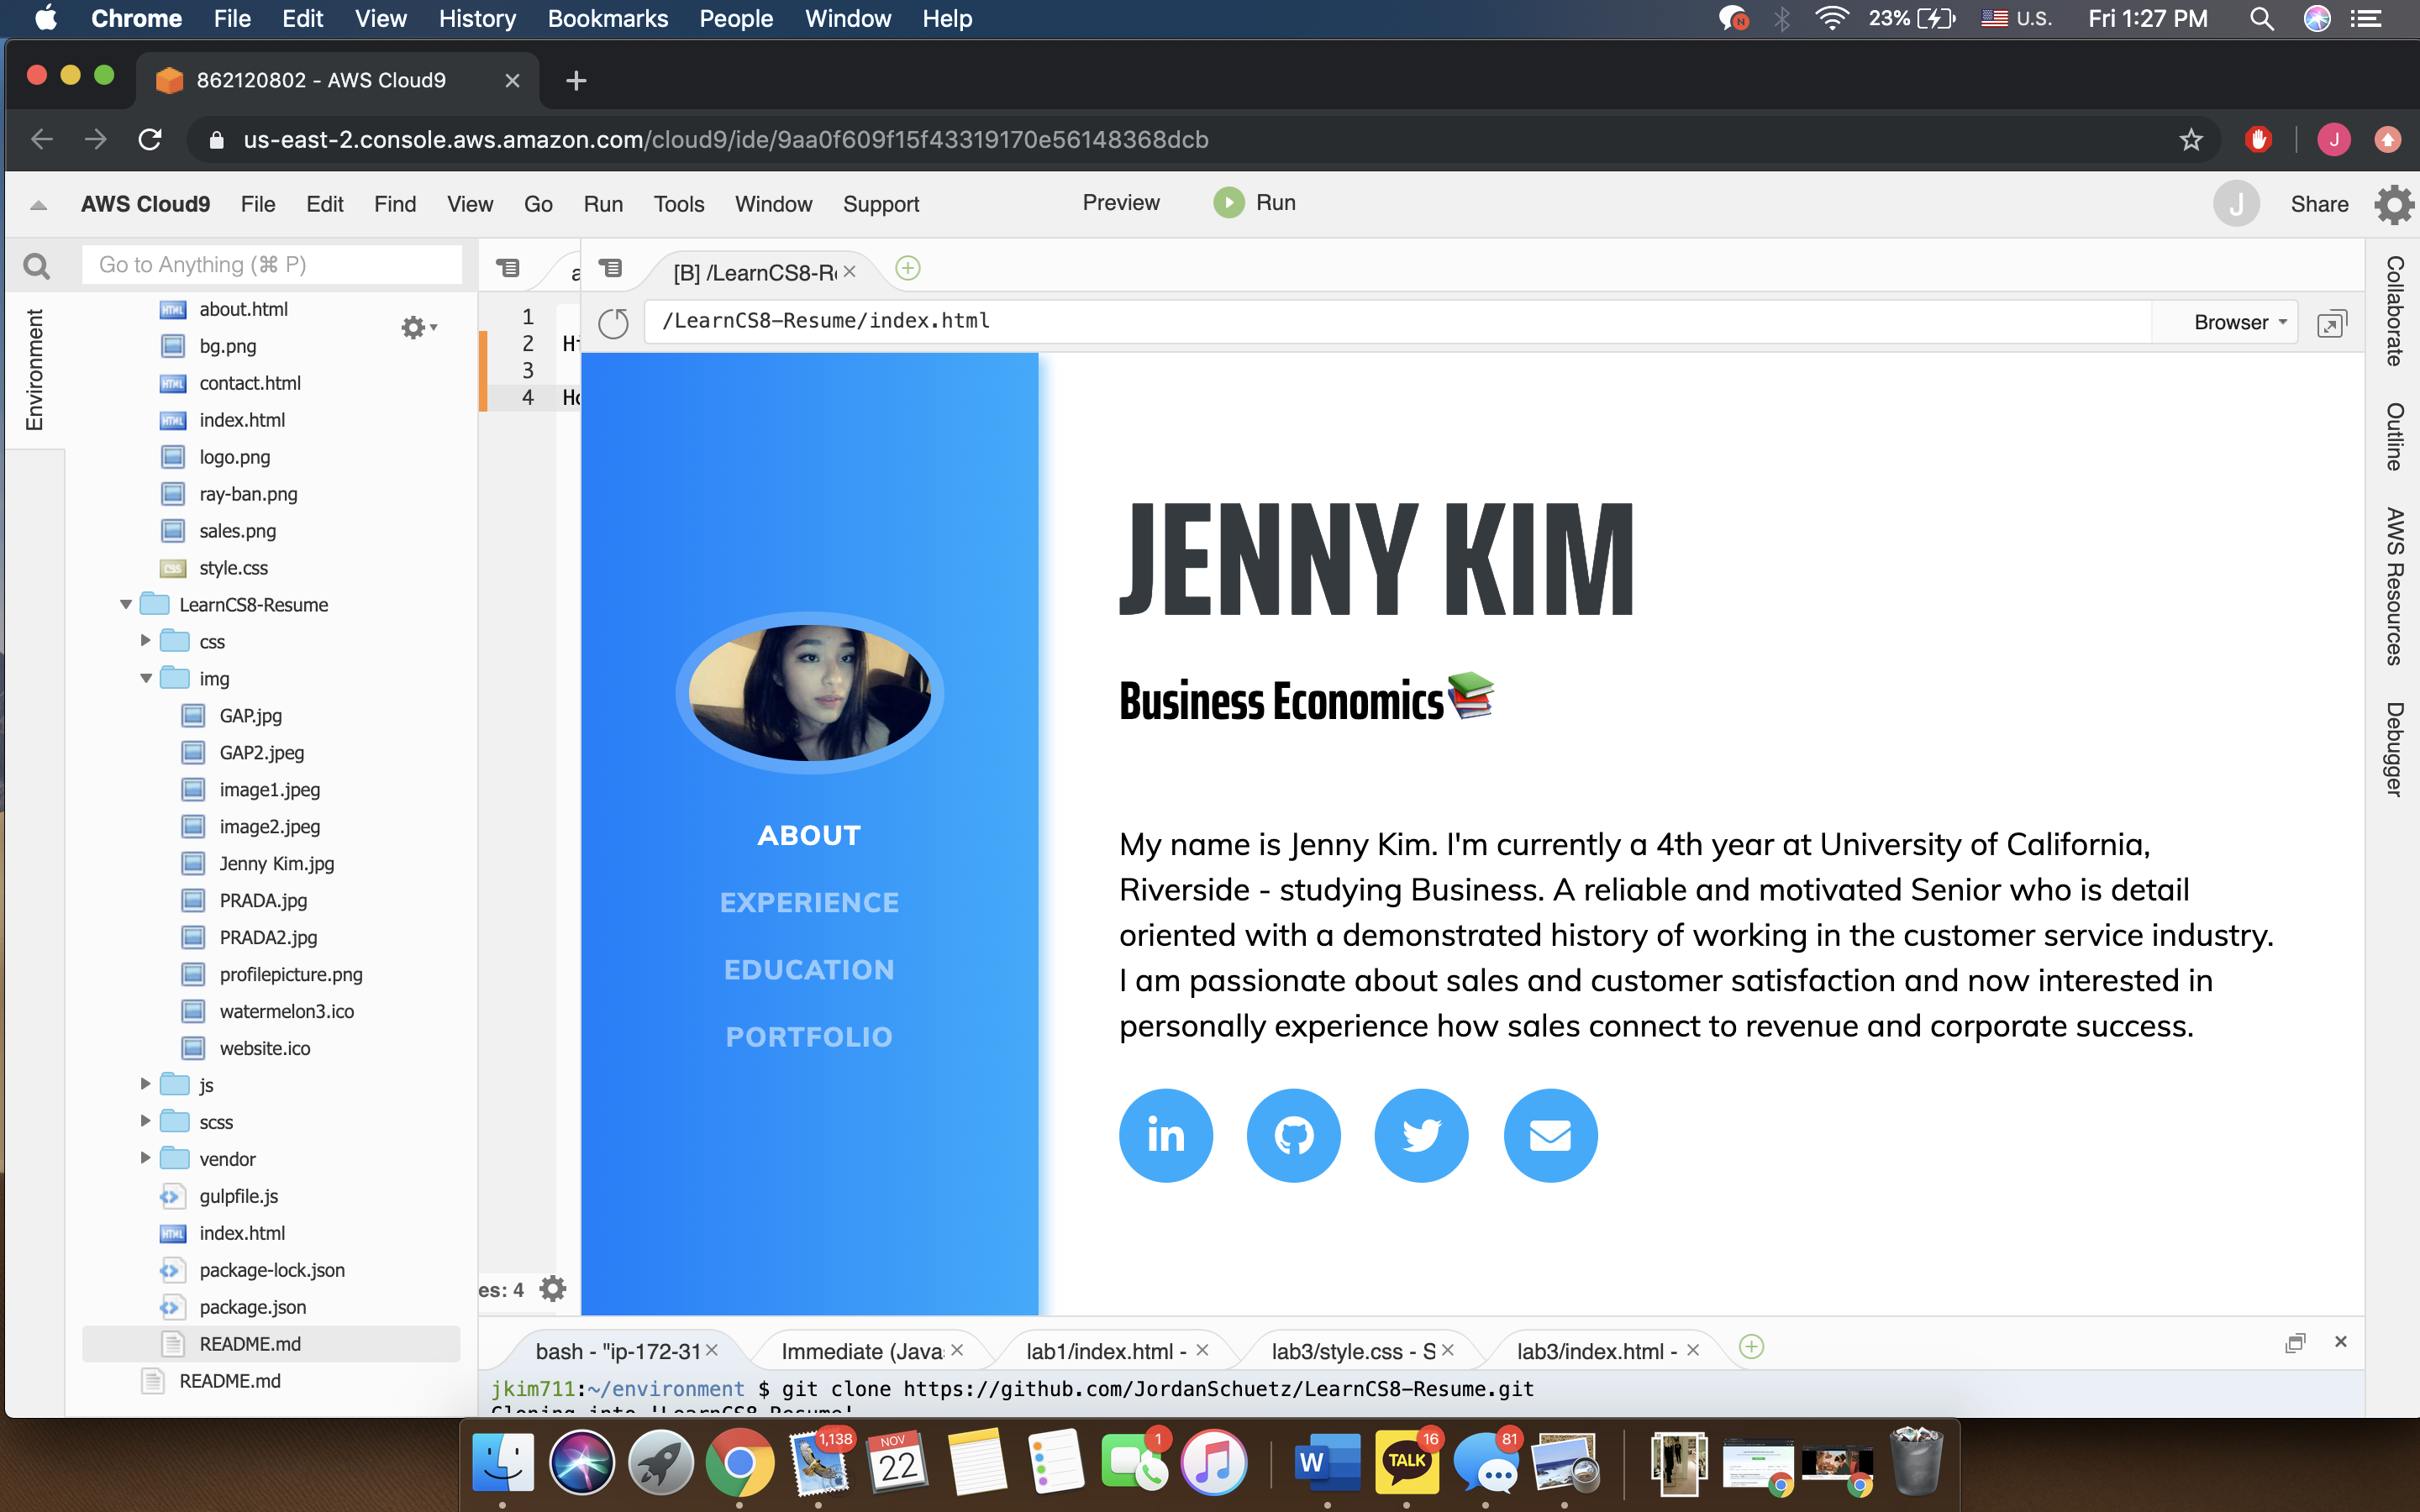 Chrome File Edit View History Bookmarks People Window Help
N 23% U.S. Fri 1:27 PM
862120802 - AWS Cloud9
us-east-2.console.aws.amazon.com/cloud9/ide/9aa0f609f15f43319170e56148368dcb
J
AWS Cloud9 File Edit Find View Go Run Tools Window Support Preview Run
J Share
Go to Anything (⌘ P)
[B] /LearnCS8-R
/LearnCS8-Resume/index.html
Browser
Environment
about.html
bg.png
contact.html
index.html
logo.png
ray-ban.png
sales.png
style.css
LearnCS8-Resume
css
img
GAP.jpg
GAP2.jpeg
image1.jpeg
image2.jpeg
Jenny Kim.jpg
PRADA.jpg
PRADA2.jpg
profilepicture.png
watermelon3.ico
website.ico
js
scss
vendor
gulpfile.js
index.html
package-lock.json
package.json
README.md
README.md
1
2
3
4
es: 4
ABOUT
EXPERIENCE
EDUCATION
PORTFOLIO
JENNY KIM
Business Economics
My name is Jenny Kim. I'm currently a 4th year at University of California,
Riverside - studying Business. A reliable and motivated Senior who is detail
oriented with a demonstrated history of working in the customer service industry.
I am passionate about sales and customer satisfaction and now interested in
personally experience how sales connect to revenue and corporate success.
in
Collaborate
Outline
AWS Resources
Debugger
bash - "ip-172-31 Immediate (Java lab1/index.html - lab3/style.css - S lab3/index.html -
jkim711:~/environment $ git clone https://github.com/JordanSchuetz/LearnCS8-Resume.git
Cloning into 'LearnCS8-Resume'
1,138
NOV
22
1
W
TALK
16
81